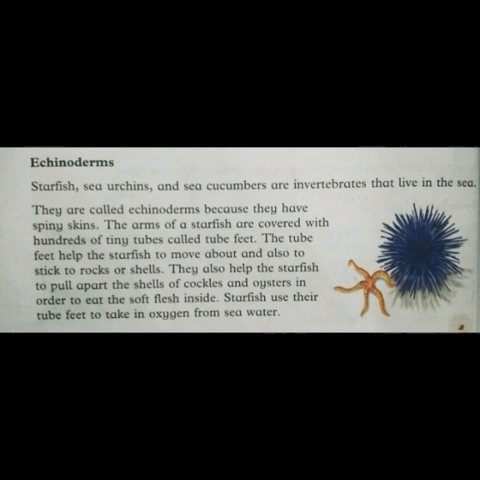 Echinoderms
Starfish, sea urchins, and sea cucumbers are invertebrates that live in the sea.
They are called echinoderms because they have
spiny skins. The arms of a starfish are covered with
hundreds of tiny tubes called tube feet. The tube
feet help the starfish to move about and also to
stick to rocks or shells. They also help the starfish
to pull apart the shells of cockles and oysters in
order to eat the soft flesh inside. Starfish use their
tube feet to take in oxygen from sea water.